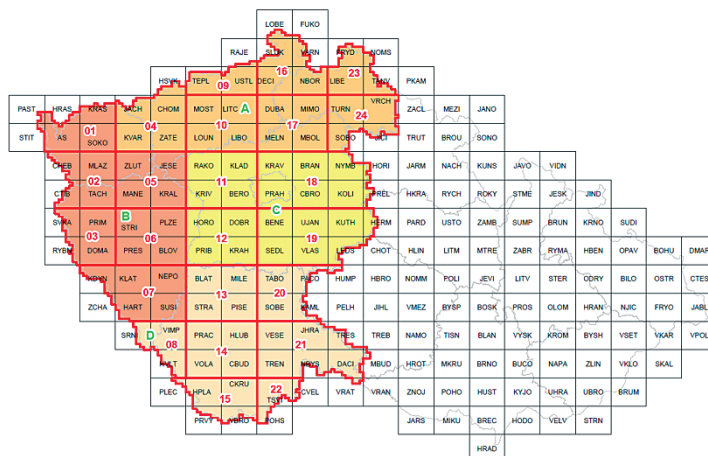 LOBE FUKO
RAJE SLUK VARN FRYD NOMS
HSVK TEPL USTL DECI NBOR LIBE TANV PKAM
09 16 23
PAST HRAS KRAS JACH CHOM MOST LITC A DUBA MIMO TURN VRCH ZACL MEZI JANO
01 04 10 17 24
STIT AS SOKO KVAR ZATE LOUN LIBO MELN MBOL SOBO JICI TRUT BROU SONO
CHEB MLAZ ZLUT JESE RAKO KLAD KRAV BRAN NYMB HORI JARM NACH KUNS JAVO VIDN
02 05 11 18
CTIB TACH MANE KRAL KRIV BERO PRAH CBRO KOLI PREL HKRA RYCH ROKY STME JESK JIND
SVKA PRIM B STRI PLZE HORO DOBR C BENE UJAN KUTH HERM PARD USTO ZAMB SUMP BRUN KRNO SUDI
03 06 12 19
RYBN DOMA PRES BLOV PRIB KRAH SEDL VLAS LEDS CHOT HLIN LITM MTRE ZABR RYMA HBEN OPAV BOHU DMAR
KDYN KLAT NEPO BLAT MILE TABO PACO HUMP HBRO NOMM POLI JEVI LITV STER ODRY BILO OSTR CTES
07 13 20
ZCHA HART SUSI STRA PISE SOBE KAML PELH JIHL VMEZ BYSP BOSK PROS OLOM HRAN NJIC FRYO JABL
SRNI D VIMP PRAC HLUB VESE JHRA TRES TREB NAMO TISN BLAN VYSK KROM BYSH VSET VKAR VPOL
08 14 21
KVLT VOLA CBUD TREN NBYS DACI MBUD HROT MKRU BRNO BUCO NAPA ZLIN VKLO SKAL
PLEC HPLA CKRU TSVI CVEL VRAT VRAN ZNOJ POHO HUST KYJO UHRA UBRO BRUM
15 22
PRVT VBRO POHS JARS MIKU BREC HODO VELV STRN
HRAD